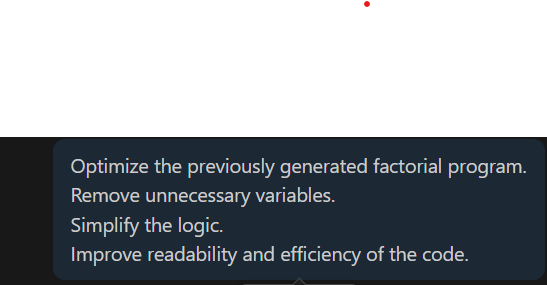 Optimize the previously generated factorial program.
Remove unnecessary variables.
Simplify the logic.
Improve readability and efficiency of the code.